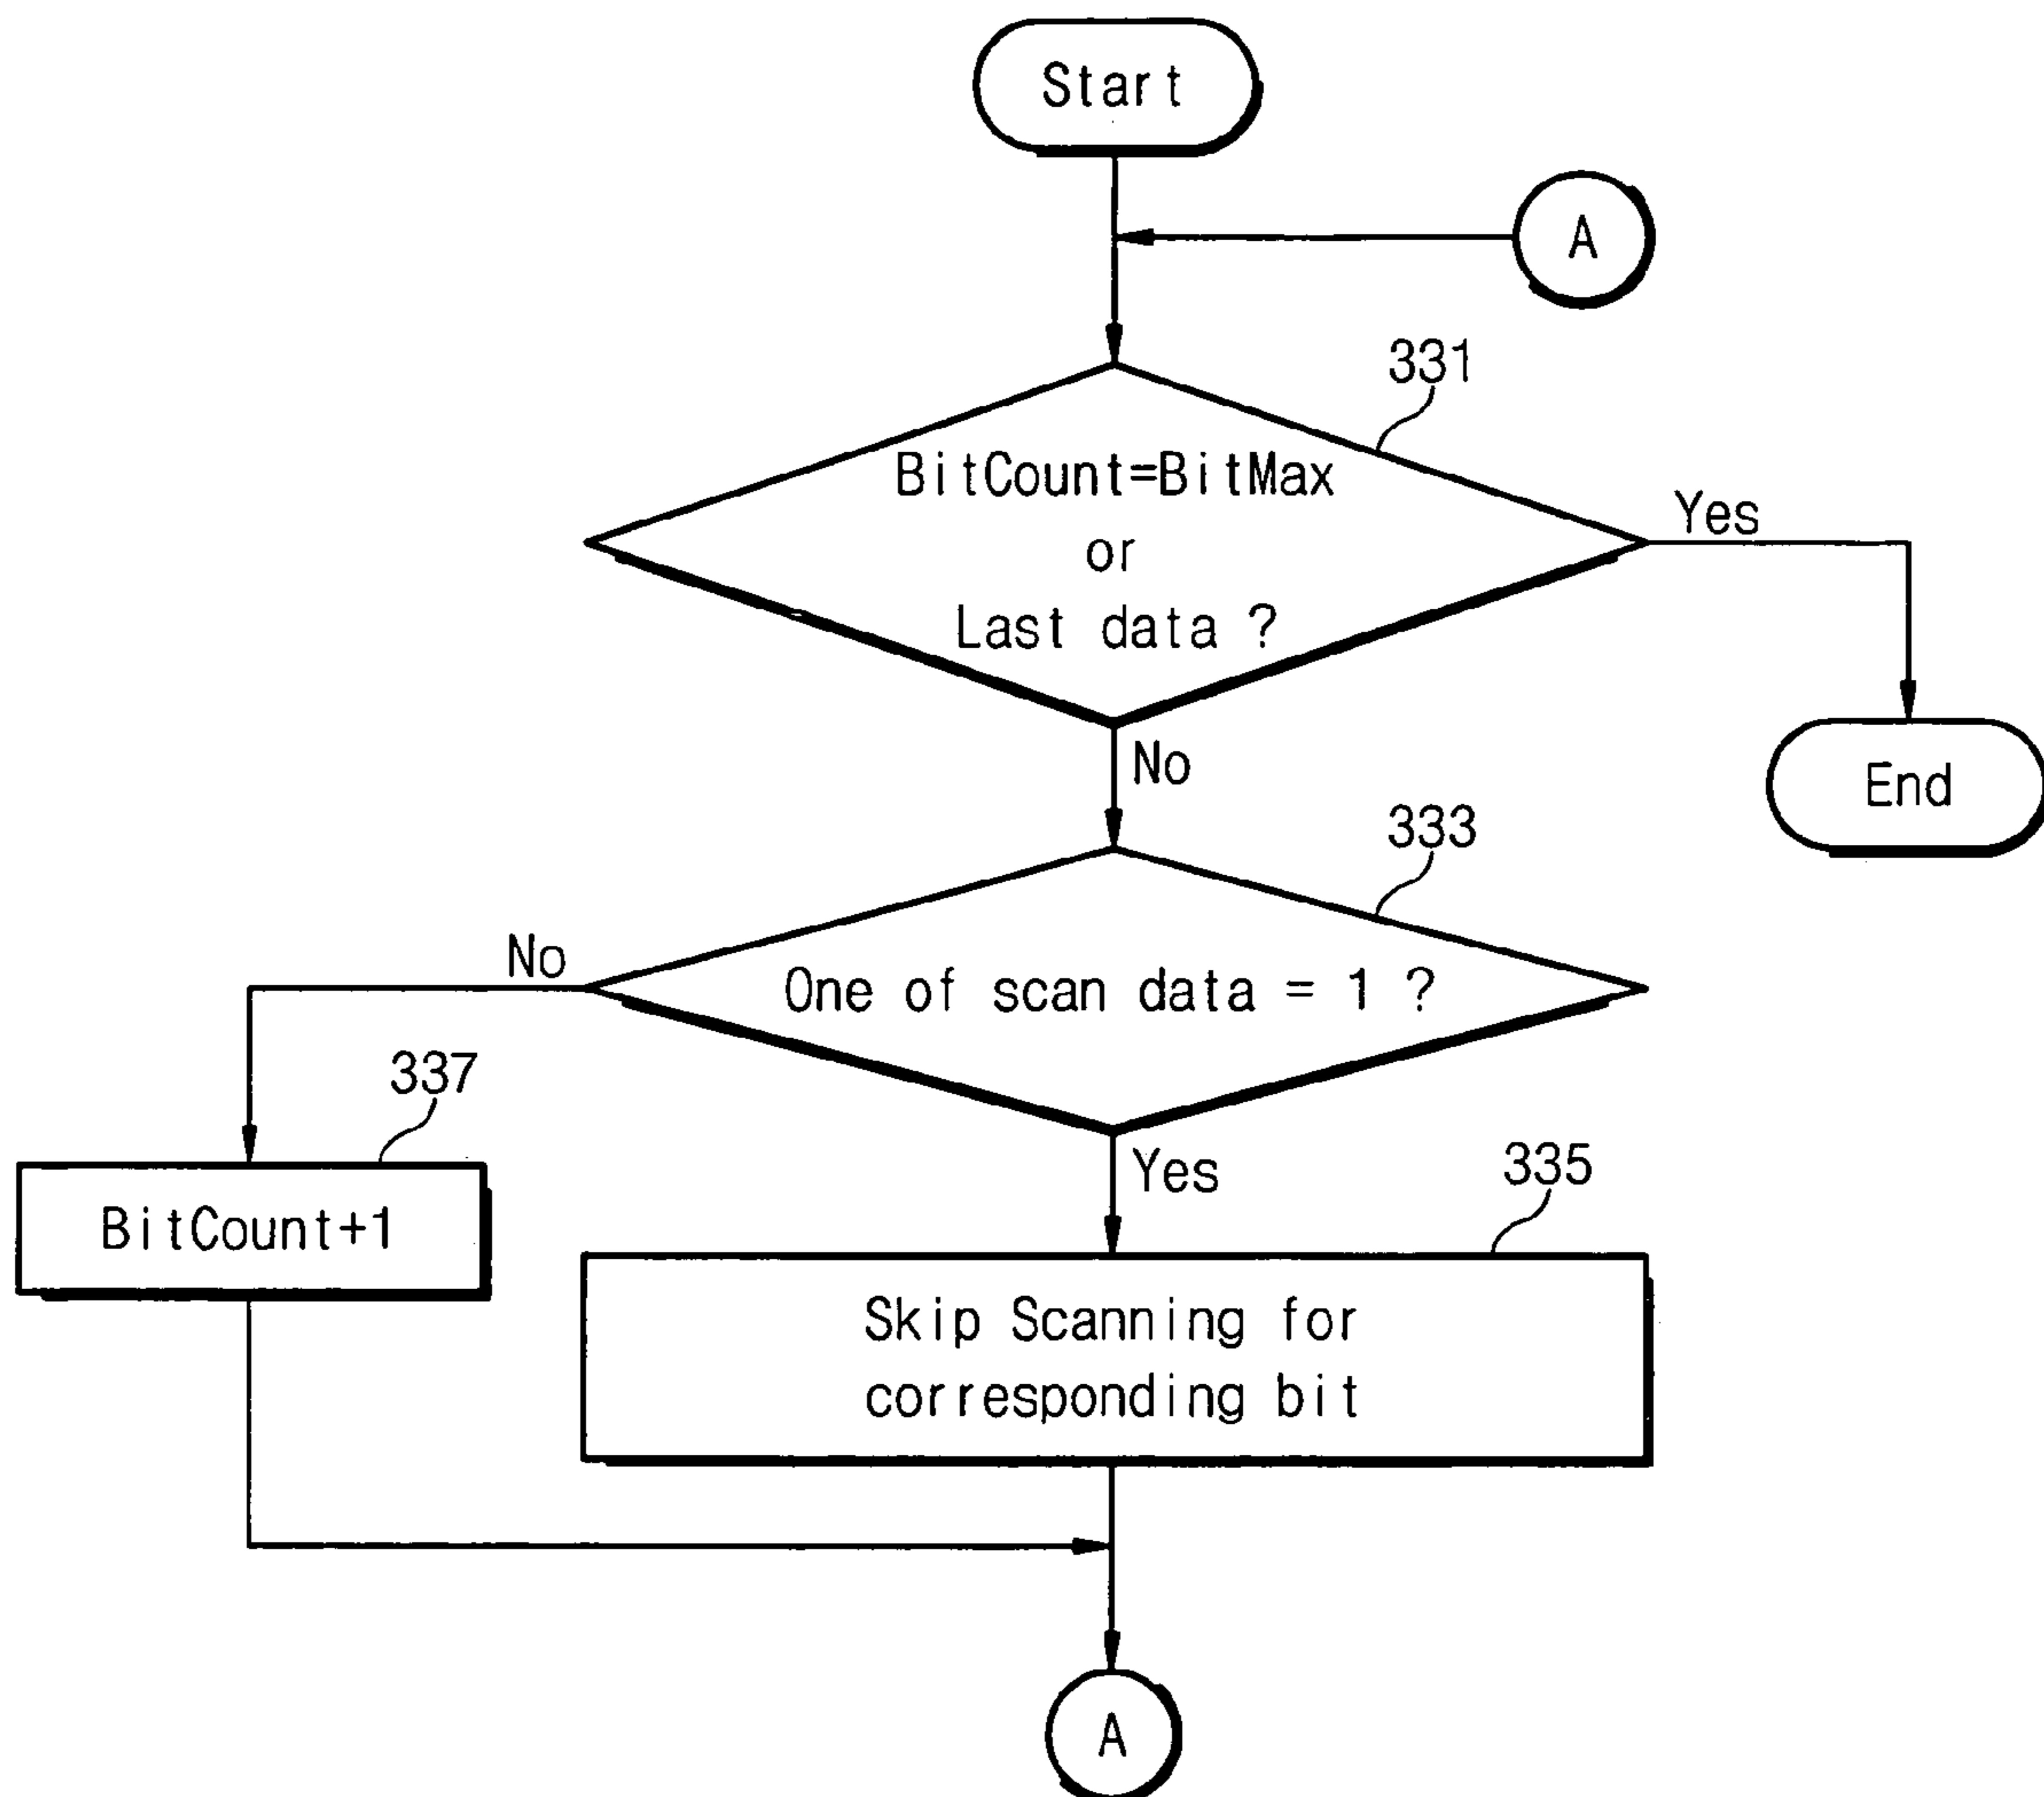 Start
A
331
BitCount=BitMax
or
Last data ?
Yes
No
End
333
One of scan data = 1 ?
No
337
BitCount+1
Yes
335
Skip Scanning for
corresponding bit
A